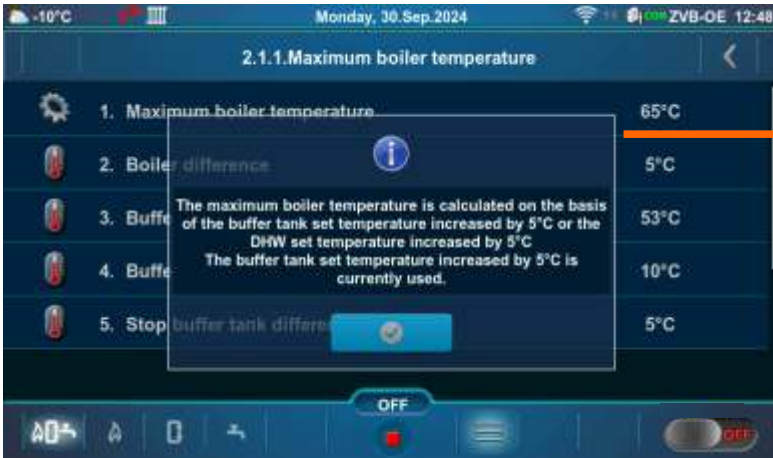 -10°C Monday, 30.Sep.2024 ZVB-OE 12:48
2.1.1.Maximum boiler temperature
1. Maximum boiler temperature 65°C
2. Boiler difference 5°C
The maximum boiler temperature is calculated on the basis
of the buffer tank set temperature increased by 5°C or the
DHW set temperature increased by 5°C
The buffer tank set temperature increased by 5°C is
currently used.
3. Buffe 53°C
4. Buffe 10°C
5. Stop buffer tank differe 5°C
OFF
OFF